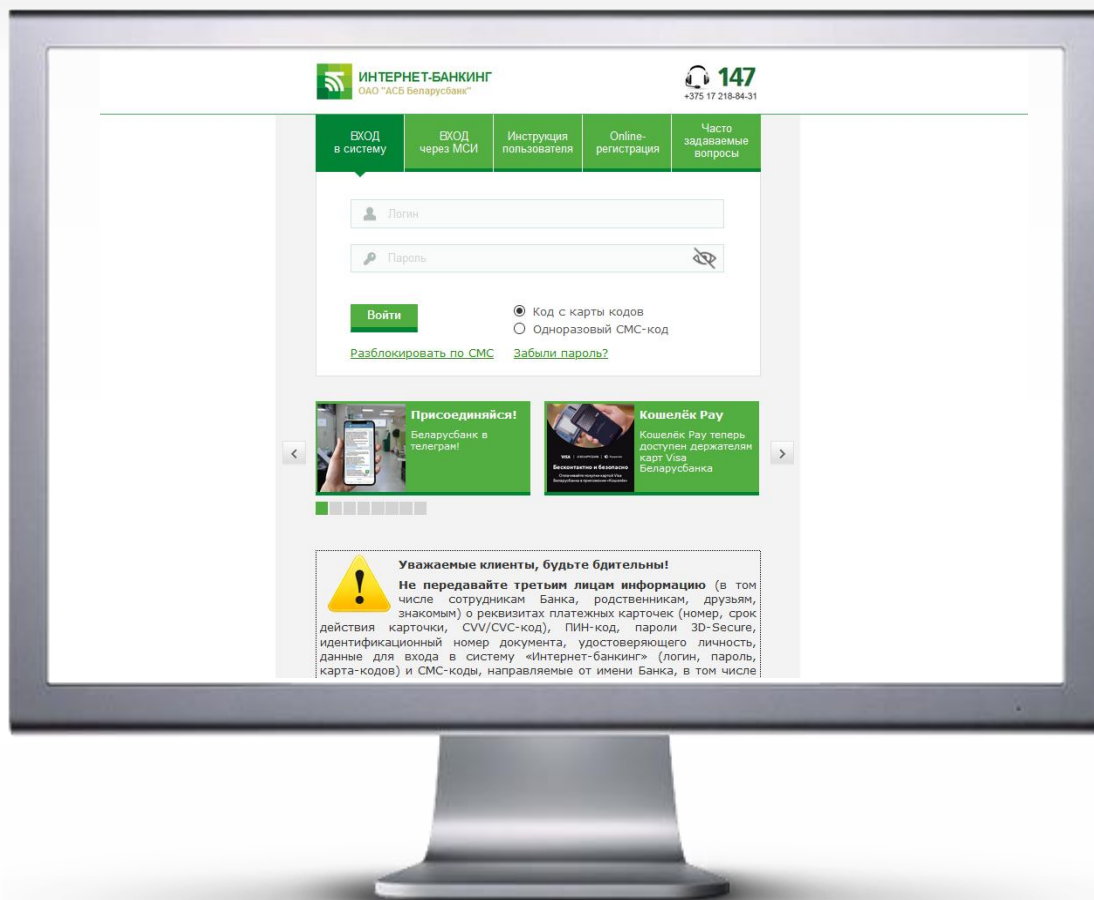 ИНТЕРНЕТ-БАНКИНГ
ОАО "АСБ Беларусбанк"
147
+375 17 218-84-31
ВХОД
в систему
ВХОД
через МСИ
Инструкция
пользователя
Online-
регистрация
Часто
задаваемые
вопросы
Логин
Пароль
Войти
Код с карты кодов
Одноразовый СМС-код
Разблокировать по СМС
Забыли пароль?
Присоединяйся!
Беларусбанк в
телеграм!
VISA
Бесконтактно и безопасно
Кошелёк Pay
Кошелёк Pay теперь
доступен держателям
карт Visa
Беларусбанка
Уважаемые клиенты, будьте бдительны!
Не передавайте третьим лицам информацию (в том
числе сотрудникам Банка, родственникам, друзьям,
знакомым) о реквизитах платежных карточек (номер, срок
действия карточки, CVV/CVC-код), ПИН-код, пароли 3D-Secure,
идентификационный номер документа, удостоверяющего личность,
данные для входа в систему «Интернет-банкинг» (логин, пароль,
карта-кодов) и СМС-коды, направляемые от имени Банка, в том числе